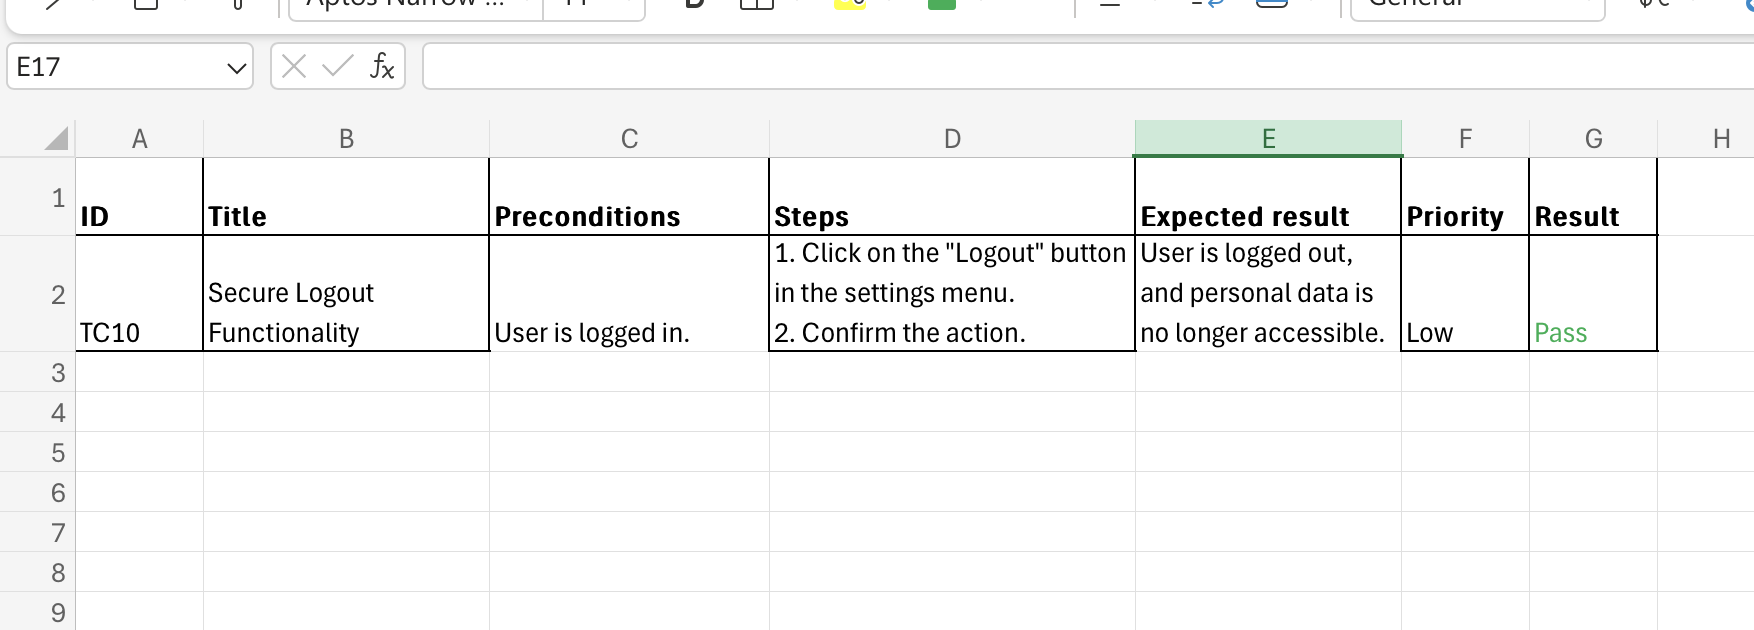 E17
fx
A B C D E F G H
1
ID Title Preconditions Steps Expected result Priority Result
2
TC10
Secure Logout
Functionality
User is logged in.
1. Click on the "Logout" button
in the settings menu.
2. Confirm the action.
User is logged out,
and personal data is
no longer accessible.
Low
Pass
3
4
5
6
7
8
9